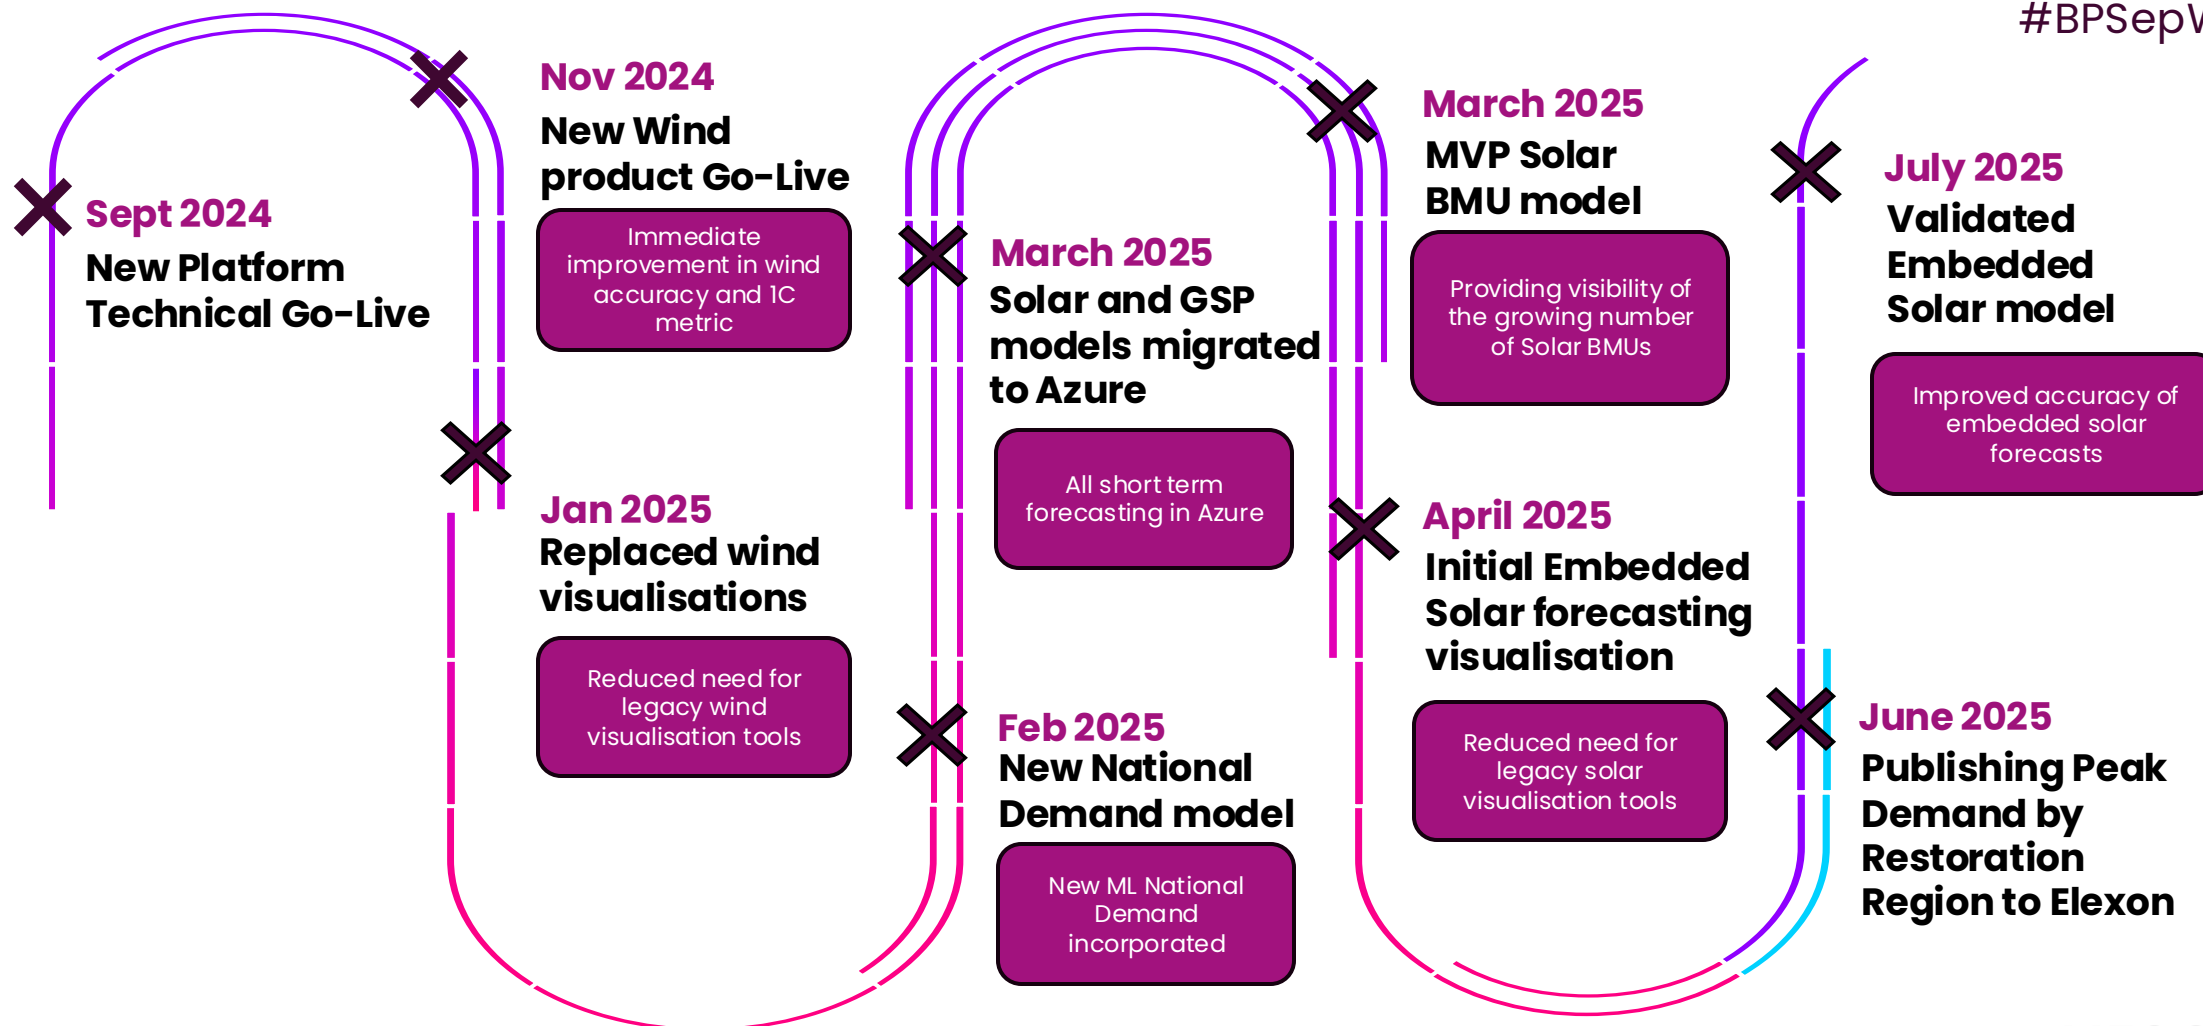 #BPSepW
Sept 2024
New Platform
Technical Go-Live
Nov 2024
New Wind
product Go-Live
Immediate
improvement in wind
accuracy and 1C
metric
Jan 2025
Replaced wind
visualisations
Reduced need for
legacy wind
visualisation tools
Feb 2025
New National
Demand model
New ML National
Demand
incorporated
March 2025
Solar and GSP
models migrated
to Azure
All short term
forecasting in Azure
March 2025
MVP Solar
BMU model
Providing visibility of
the growing number
of Solar BMUs
April 2025
Initial Embedded
Solar forecasting
visualisation
Reduced need for
legacy solar
visualisation tools
June 2025
Publishing Peak
Demand by
Restoration
Region to Elexon
July 2025
Validated
Embedded
Solar model
Improved accuracy of
embedded solar
forecasts